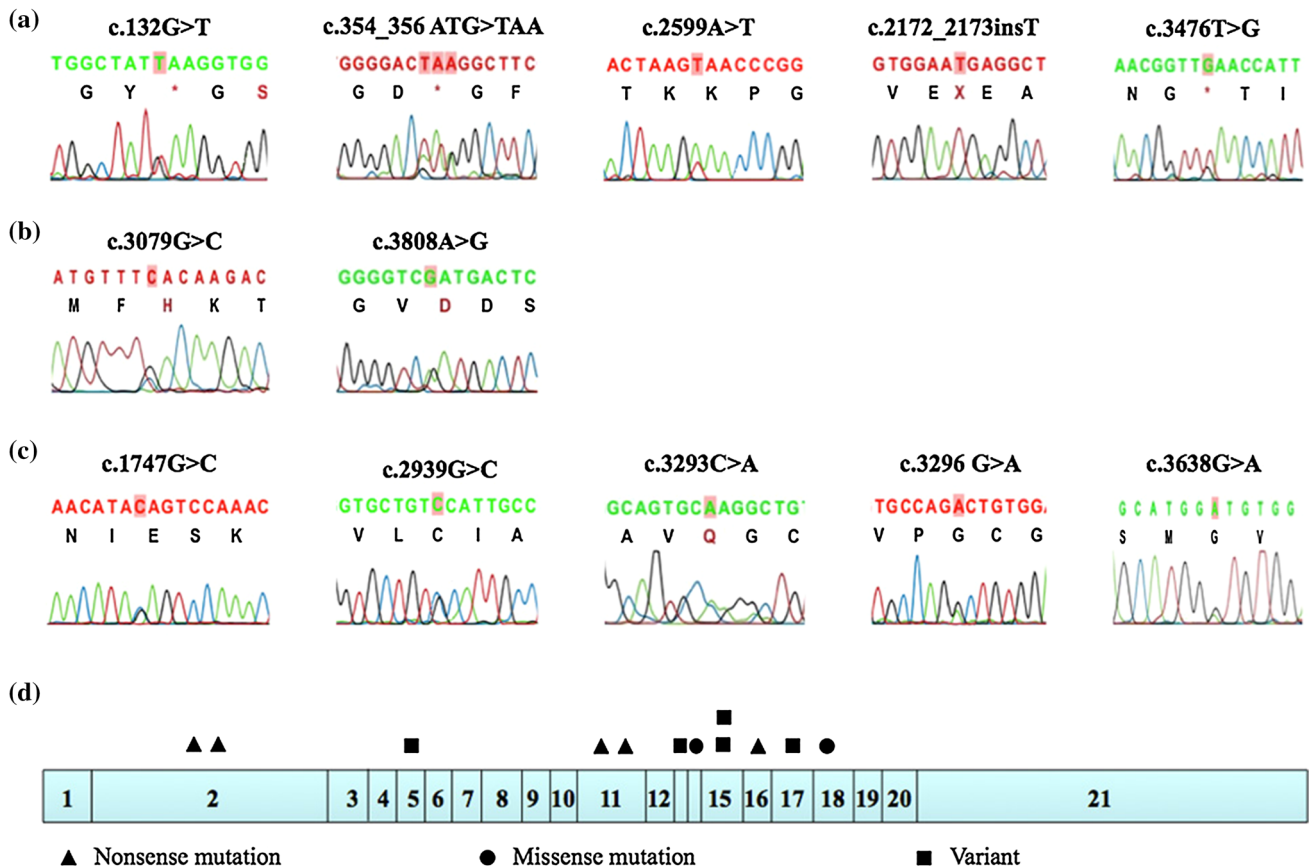 (a)
c.132G>T c.354_356 ATG>TAA c.2599A>T c.2172_2173insT c.3476T>G
TGGCTATTAAGGTGG GGGGACTAAGGCTTC ACTAAGTAACCCGG GTGGAATGAGGCT AACGGTTGAACCATT
G Y * G S G D * G F T K K P G V E X E A N G * T I
(b)
c.3079G>C c.3808A>G
ATGTTTCACAAGAC GGGGTCGATGACTC
M F H K T G V D D S
(c)
c.1747G>C c.2939G>C c.3293C>A c.3296 G>A c.3638G>A
AACATACAGTCCAAAC GTGCTGTCCATTGCC GCAGTGCAAGGCTGT TGCCAGACTGTGG GCATGGATGTGG
N I E S K V L C I A A V Q G C V P G C G S M G V
(d)
1 2 3 4 5 6 7 8 9 10 11 12 15 16 17 18 19 20 21
Nonsense mutation Missense mutation Variant